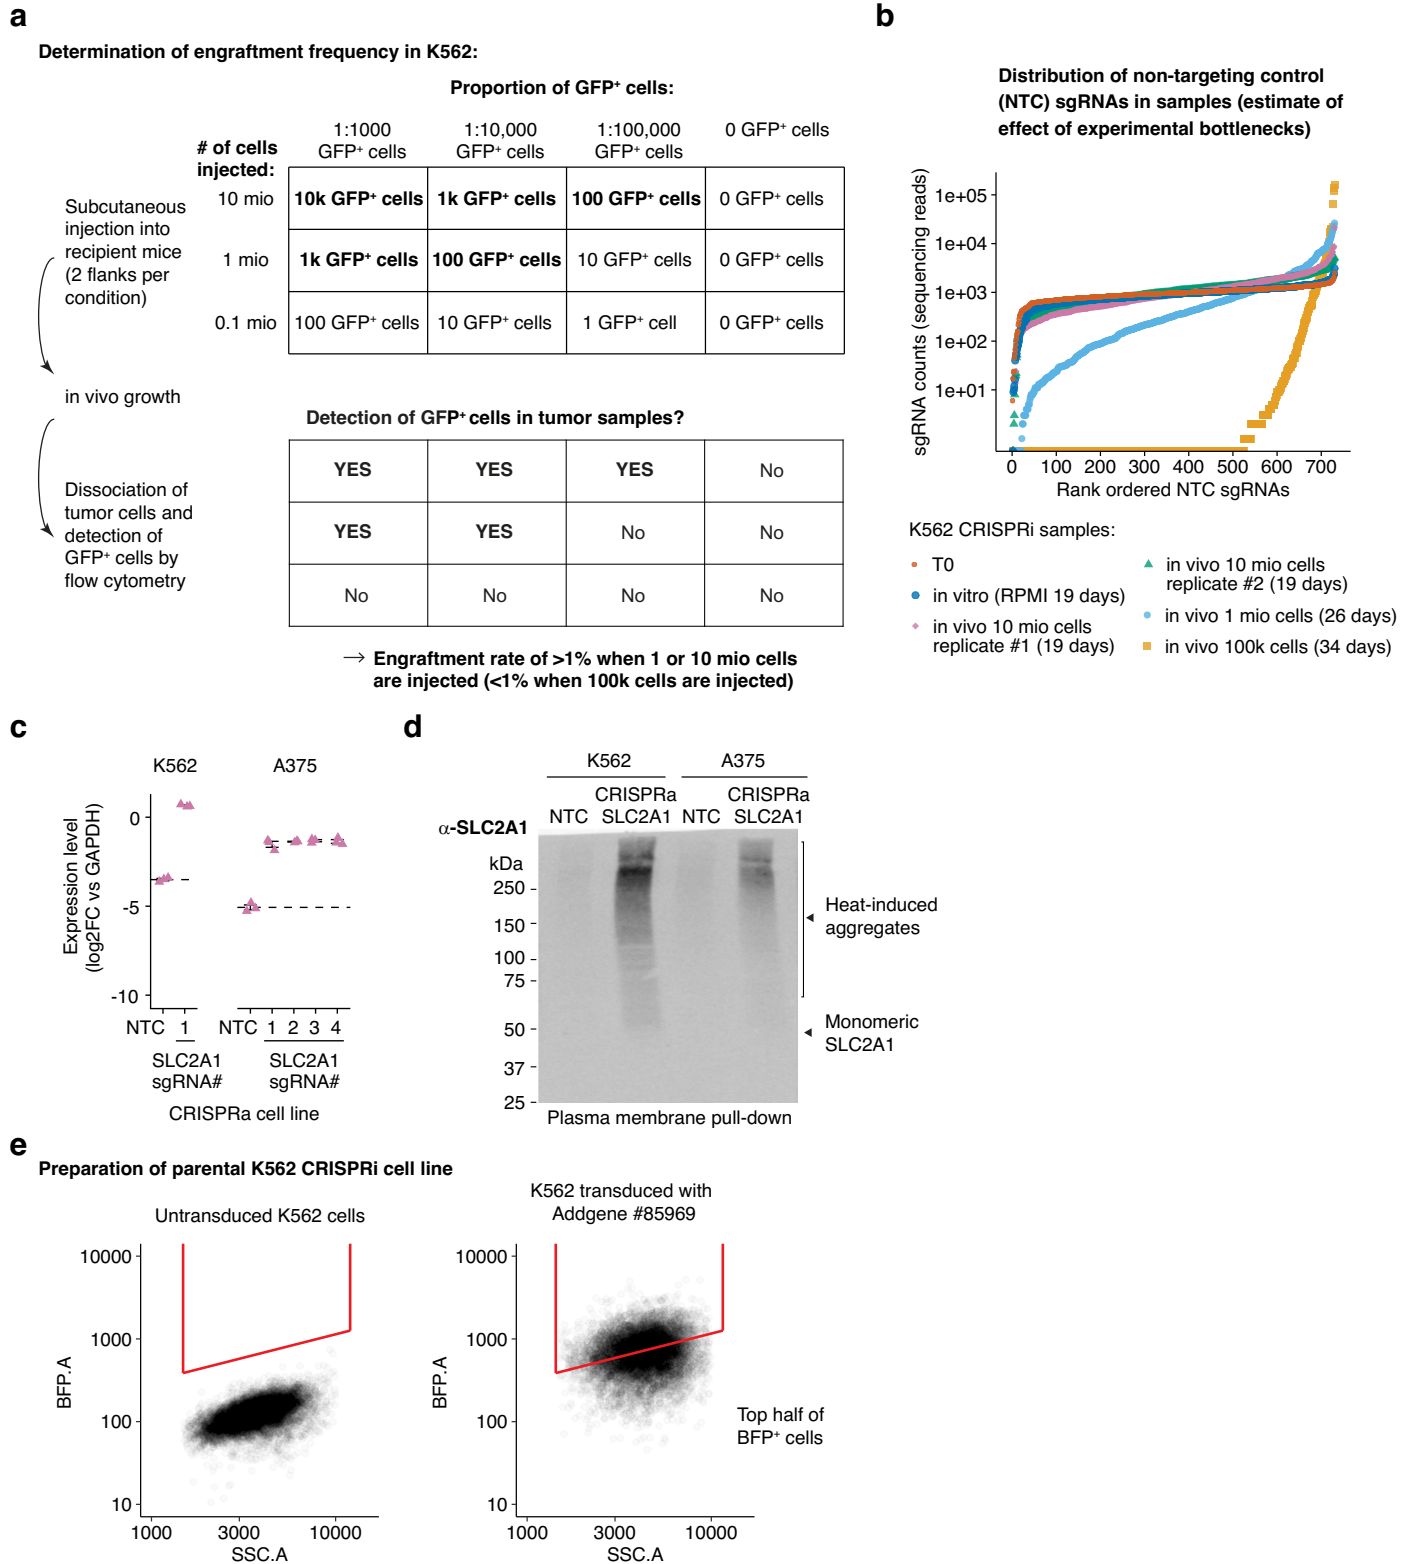 a
Determination of engraftment frequency in K562:
Proportion of GFP⁺ cells:
# of cells
injected:
1:1000
GFP⁺ cells
1:10,000
GFP⁺ cells
1:100,000
GFP⁺ cells
0 GFP⁺ cells
10 mio
10k GFP⁺ cells
1k GFP⁺ cells
100 GFP⁺ cells
0 GFP⁺ cells
1 mio
1k GFP⁺ cells
100 GFP⁺ cells
10 GFP⁺ cells
0 GFP⁺ cells
0.1 mio
100 GFP⁺ cells
10 GFP⁺ cells
1 GFP⁺ cell
0 GFP⁺ cells
Subcutaneous
injection into
recipient mice
(2 flanks per
condition)
in vivo growth
Dissociation of
tumor cells and
detection of
GFP⁺ cells by
flow cytometry
Detection of GFP⁺ cells in tumor samples?
YES
YES
YES
No
YES
YES
No
No
No
No
No
No
→ Engraftment rate of >1% when 1 or 10 mio cells
are injected (<1% when 100k cells are injected)
b
Distribution of non-targeting control
(NTC) sgRNAs in samples (estimate of
effect of experimental bottlenecks)
sgRNA counts (sequencing reads)
1e+05
1e+04
1e+03
1e+02
1e+01
0 100 200 300 400 500 600 700
Rank ordered NTC sgRNAs
K562 CRISPRi samples:
T0
in vitro (RPMI 19 days)
in vivo 10 mio cells
replicate #1 (19 days)
in vivo 10 mio cells
replicate #2 (19 days)
in vivo 1 mio cells (26 days)
in vivo 100k cells (34 days)
c
K562
A375
Expression level
(log2FC vs GAPDH)
0
-5
-10
NTC 1
NTC 1 2 3 4
SLC2A1
sgRNA#
SLC2A1
sgRNA#
CRISPRa cell line
d
K562
A375
NTC
CRISPRa
SLC2A1
NTC
CRISPRa
SLC2A1
α-SLC2A1
kDa
250
150
100
75
50
37
25
Heat-induced
aggregates
Monomeric
SLC2A1
Plasma membrane pull-down
e
Preparation of parental K562 CRISPRi cell line
Untransduced K562 cells
BFP.A
10000
1000
100
10
1000 3000 10000
SSC.A
K562 transduced with
Addgene #85969
BFP.A
10000
1000
100
10
1000 3000 10000
SSC.A
Top half of
BFP⁺ cells